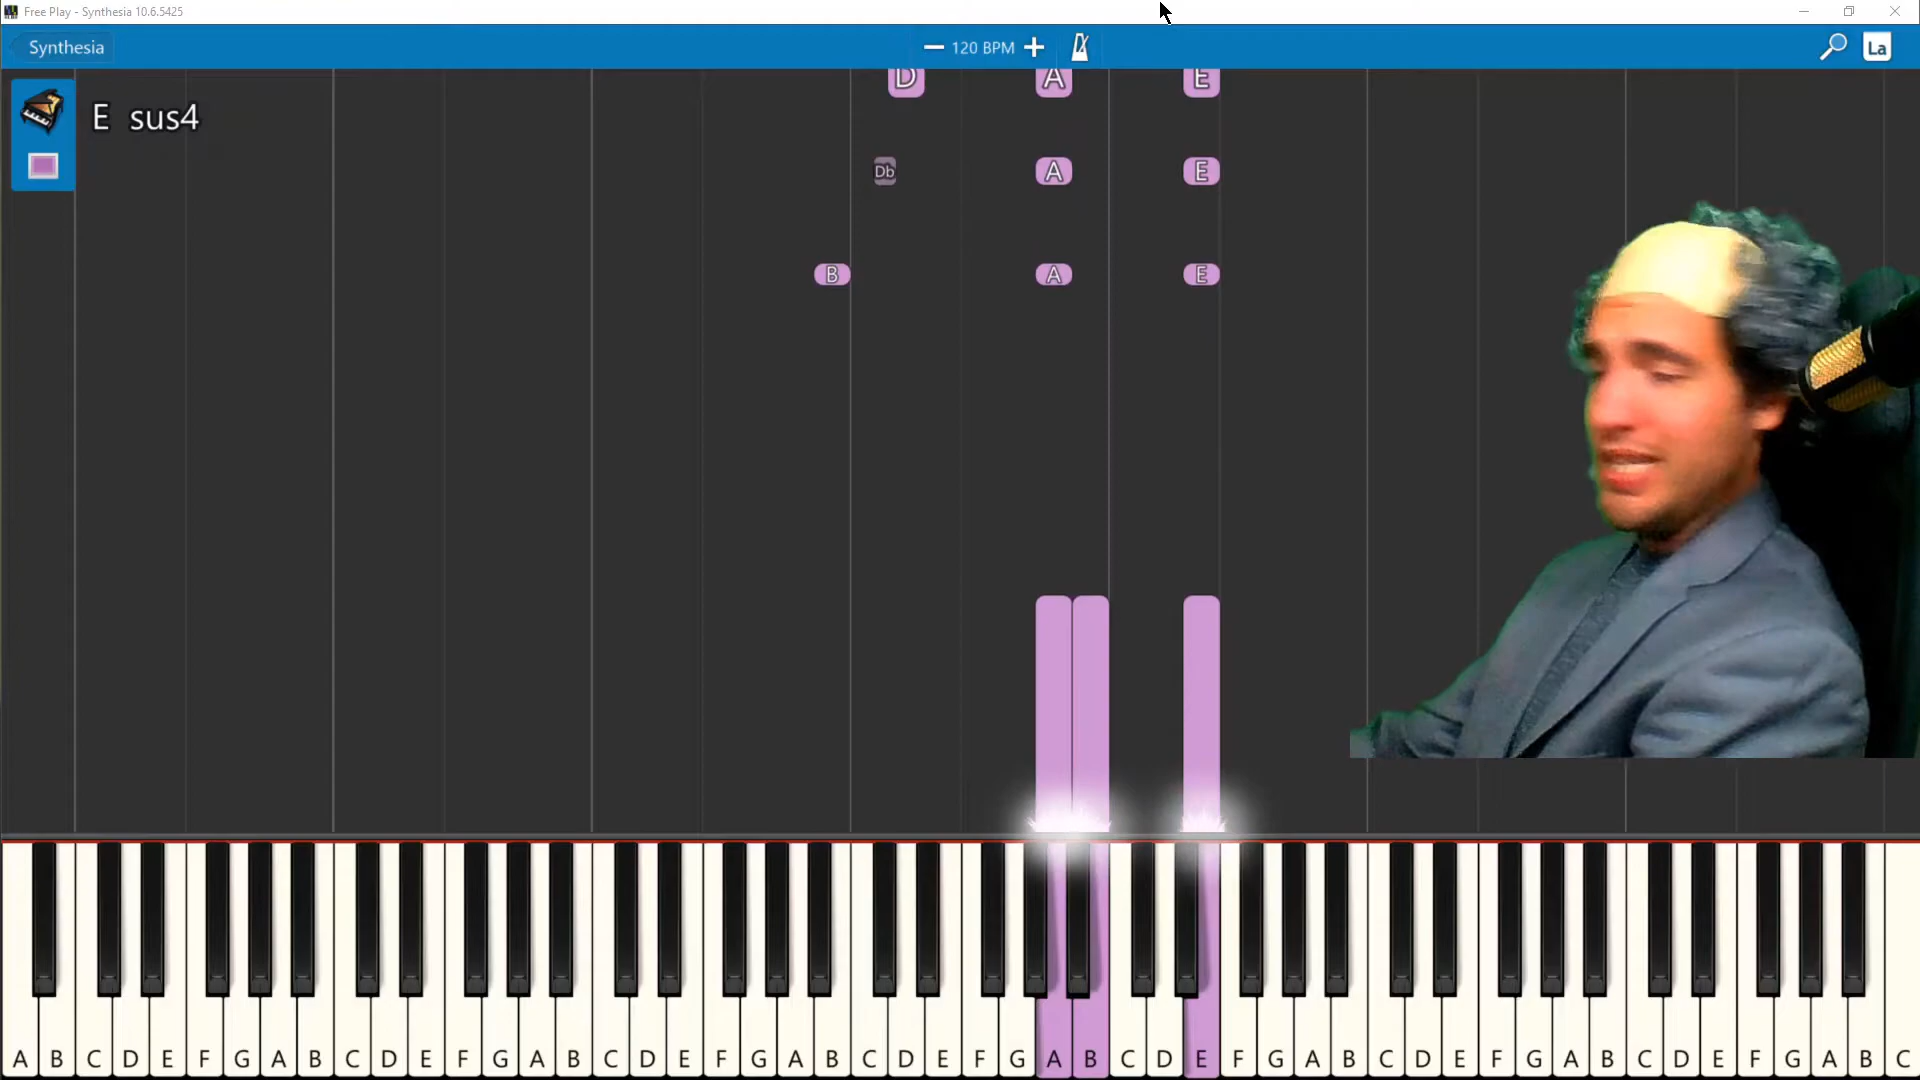 Free Play - Synthesia 10.6.5425
Synthesia
120 BPM
La
E sus4
D A E
Db A E
B A E
A B C D E F G A B C D E F G A B C D E F G A B C D E F G A B C D E F G A B C D E F G A B C D E F G A B C